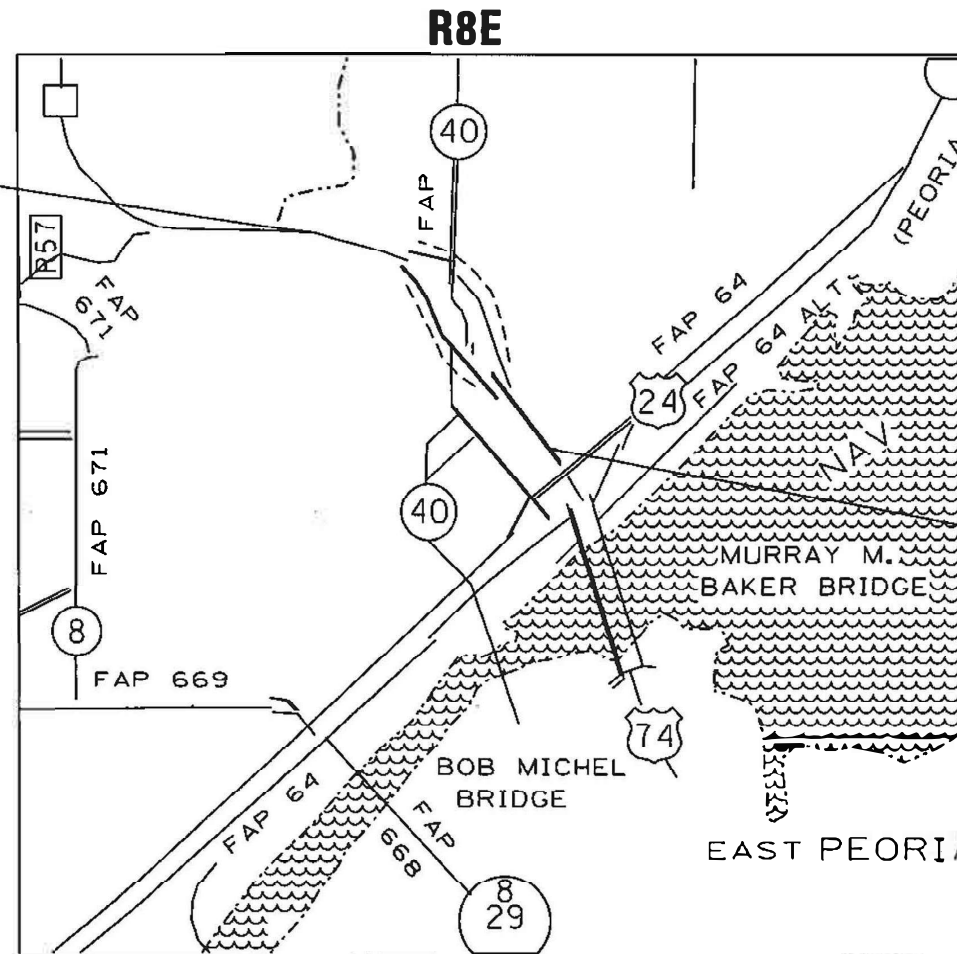 R8E
40
FAP
(PEORIA
R57
FAP
671
FAP 64
FAP 64 ALT
24
NAV
FAP 671
40
MURRAY M.
BAKER BRIDGE
8
FAP 669
74
BOB MICHEL
BRIDGE
FAP 64
FAP
668
EAST PEORIA
8
29